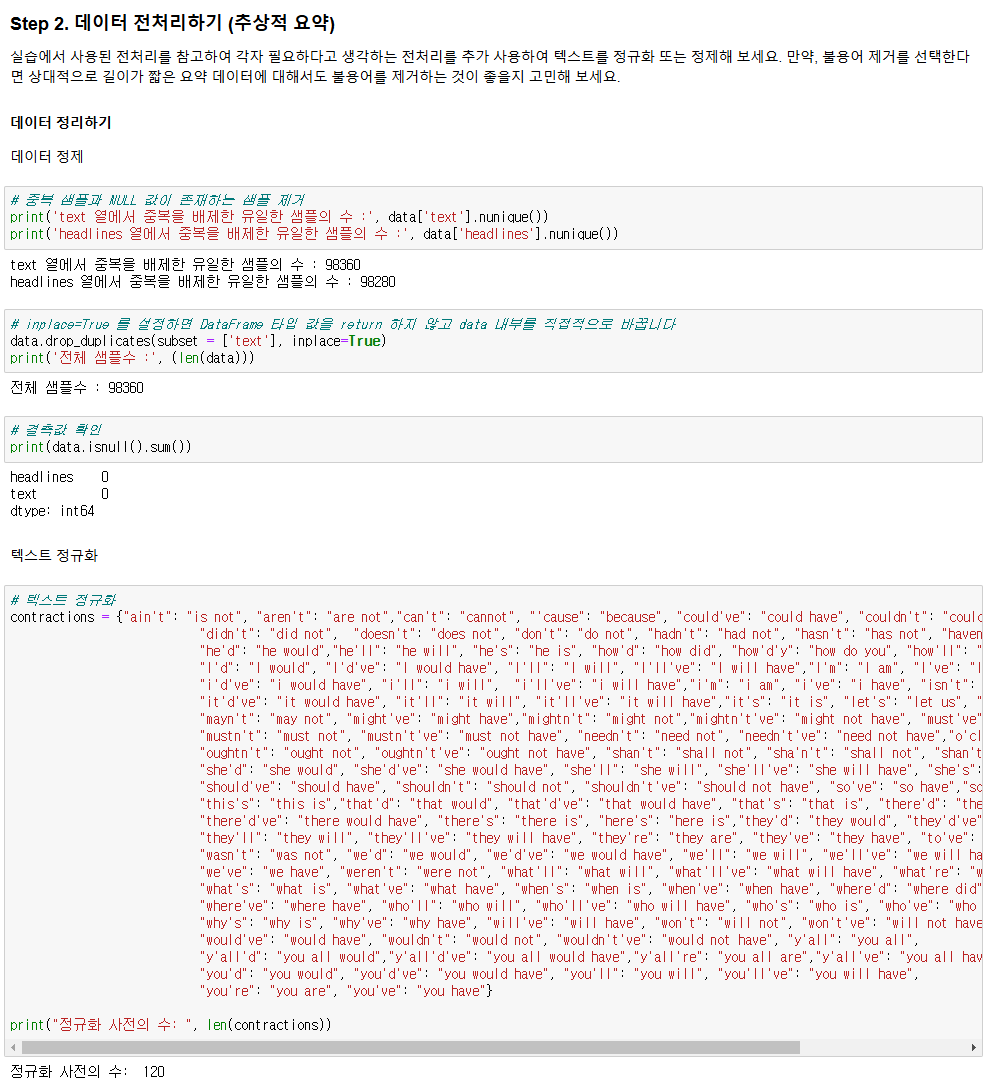 Step 2. 데이터 전처리하기 (추상적 요약)
실습에서 사용된 전처리를 참고하여 각자 필요하다고 생각하는 전처리를 추가 사용하여 텍스트를 정규화 또는 정제해 보세요. 만약, 불용어 제거를 선택한다
면 상대적으로 길이가 짧은 요약 데이터에 대해서도 불용어를 제거하는 것이 좋을지 고민해 보세요.
데이터 정리하기
데이터 정제
# 중복 샘플과 NULL 값이 존재하는 샘플 제거
print('text 열에서 중복을 배제한 유일한 샘플의 수 :', data['text'].nunique())
print('headlines 열에서 중복을 배제한 유일한 샘플의 수 :', data['headlines'].nunique())
text 열에서 중복을 배제한 유일한 샘플의 수 : 98360
headlines 열에서 중복을 배제한 유일한 샘플의 수 : 98280
# inplace=True 를 설정하면 DataFrame 타입 값을 return 하지 않고 data 내부를 직접적으로 바꿉니다
data.drop_duplicates(subset = ['text'], inplace=True)
print('전체 샘플수 :', (len(data)))
전체 샘플수 : 98360
# 결측값 확인
print(data.isnull().sum())
headlines 0
text 0
dtype: int64
텍스트 정규화
# 텍스트 정규화
contractions = {"ain't": "is not", "aren't": "are not","can't": "cannot", "'cause": "because", "could've": "could have", "couldn't": "coul
"didn't": "did not", "doesn't": "does not", "don't": "do not", "hadn't": "had not", "hasn't": "has not", "haven
"he'd": "he would","he'll": "he will", "he's": "he is", "how'd": "how did", "how'd'y": "how do you", "how'll": "
"I'd": "I would", "I'd've": "I would have", "I'll": "I will", "I'll've": "I will have","I'm": "I am", "I've": "I
"i'd've": "i would have", "i'll": "i will", "i'll've": "i will have","i'm": "i am", "i've": "i have", "isn't":
"it'd've": "it would have", "it'll": "it will", "it'll've": "it will have","it's": "it is", "let's": "let us", "
"mayn't": "may not", "might've": "might have","mightn't": "might not","mightn't've": "might not have", "must've"
"mustn't": "must not", "mustn't've": "must not have", "needn't": "need not", "needn't've": "need not have","o'cl
"oughtn't": "ought not", "oughtn't've": "ought not have", "shan't": "shall not", "sha'n't": "shall not", "shan't
"she'd": "she would", "she'd've": "she would have", "she'll": "she will", "she'll've": "she will have", "she's":
"should've": "should have", "shouldn't": "should not", "shouldn't've": "should not have", "so've": "so have","so
"this's": "this is","that'd": "that would", "that'd've": "that would have", "that's": "that is", "there'd": "the
"there'd've": "there would have", "there's": "there is", "here's": "here is","they'd": "they would", "they'd've"
"they'll": "they will", "they'll've": "they will have", "they're": "they are", "they've": "they have", "to've":
"wasn't": "was not", "we'd": "we would", "we'd've": "we would have", "we'll": "we will", "we'll've": "we will ha
"we've": "we have", "weren't": "were not", "what'll": "what will", "what'll've": "what will have", "what're": "w
"what's": "what is", "what've": "what have", "when's": "when is", "when've": "when have", "where'd": "where did"
"where've": "where have", "who'll": "who will", "who'll've": "who will have", "who's": "who is", "who've": "who
"why's": "why is", "why've": "why have", "will've": "will have", "won't": "will not", "won't've": "will not have
"would've": "would have", "wouldn't": "would not", "wouldn't've": "would not have", "y'all": "you all",
"y'all'd": "you all would","y'all'd've": "you all would have","y'all're": "you all are","y'all've": "you all hav
"you'd": "you would", "you'd've": "you would have", "you'll": "you will", "you'll've": "you will have",
"you're": "you are", "you've": "you have"}
print("정규화 사전의 수: ", len(contractions))
정규화 사전의 수: 120